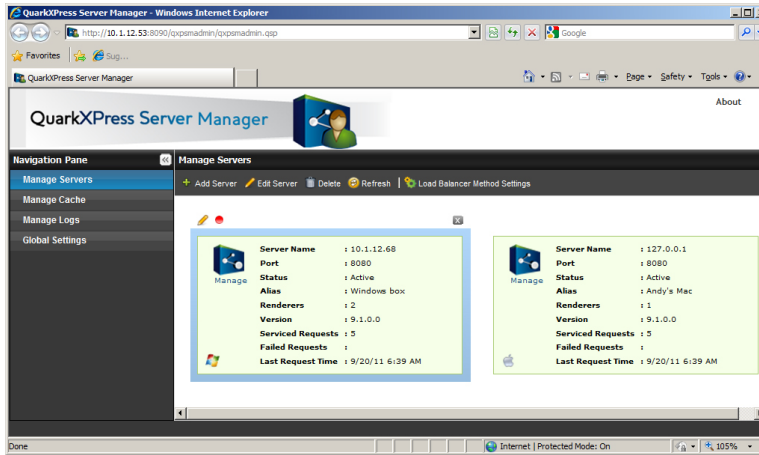 QuarkXPress Server Manager - Windows Internet Explorer
http://10.1.12.53:8090/qxpsmadmin/qxpsmadmin.qsp
Google
Favorites Sug...
QuarkXPress Server Manager
Page Safety Tools
About
QuarkXPress Server Manager
Navigation Pane
Manage Servers
Manage Cache
Manage Logs
Global Settings
Manage Servers
Add Server Edit Server Delete Refresh | Load Balancer Method Settings
Manage
Server Name : 10.1.12.68
Port : 8080
Status : Active
Alias : Windows box
Renderers : 2
Version : 9.1.0.0
Serviced Requests : 5
Failed Requests :
Last Request Time : 9/20/11 6:39 AM
Manage
Server Name : 127.0.0.1
Port : 8080
Status : Active
Alias : Andy's Mac
Renderers : 1
Version : 9.1.0.0
Serviced Requests : 5
Failed Requests :
Last Request Time : 9/20/11 6:39 AM
Done
Internet | Protected Mode: On
105%